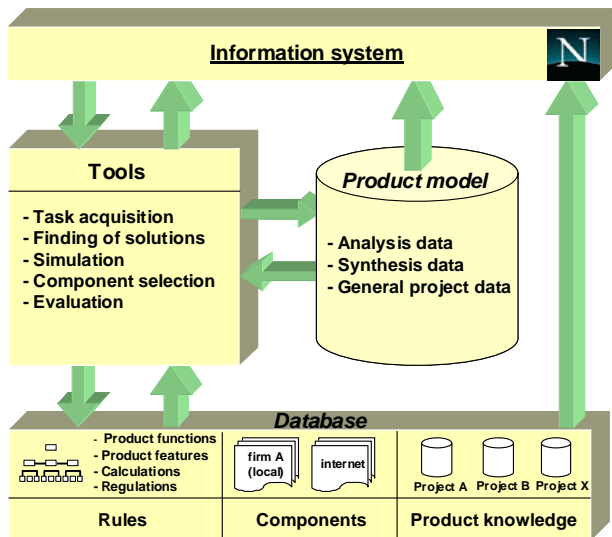 Information system
N
Tools
- Task acquisition
- Finding of solutions
- Simulation
- Component selection
- Evaluation
Product model
- Analysis data
- Synthesis data
- General project data
Database
- Product functions
- Product features
- Calculations
- Regulations
Rules
firm A
(local)
internet
Components
Project A Project B Project X
Product knowledge